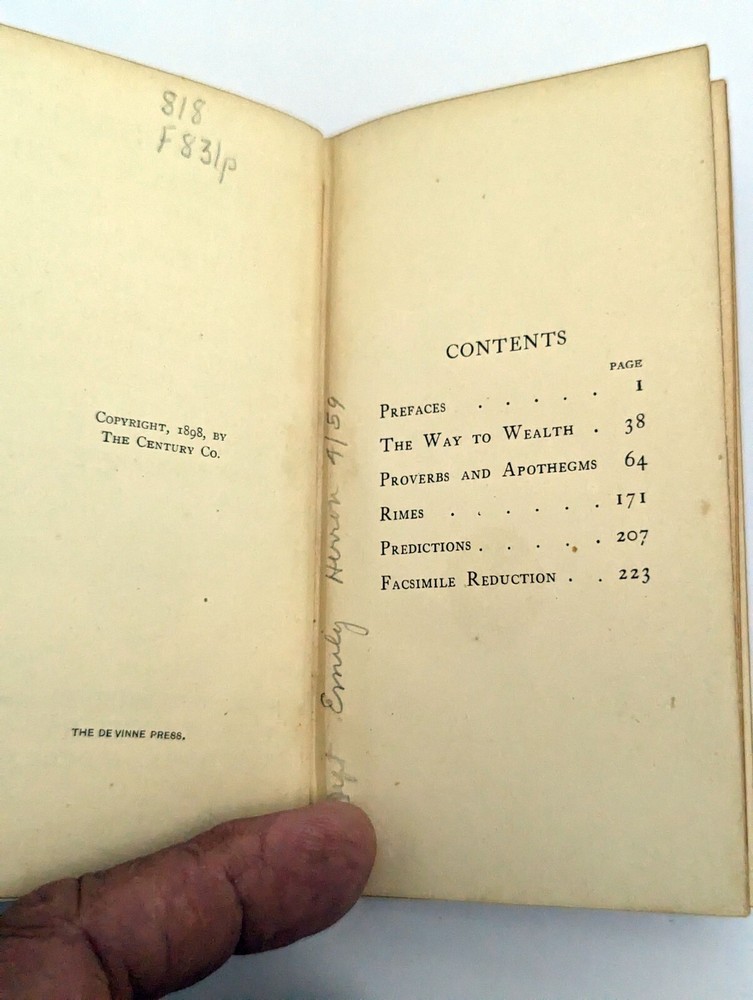 818
F831p
COPYRIGHT, 1898, BY
THE CENTURY CO.
THE DE VINNE PRESS.
Emily Herron 4/59
CONTENTS
PAGE
PREFACES . . . . . 1
THE WAY TO WEALTH . 38
PROVERBS AND APOTHEGMS 64
RIMES . . . . . . 171
PREDICTIONS . . . . . 207
FACSIMILE REDUCTION . . 223